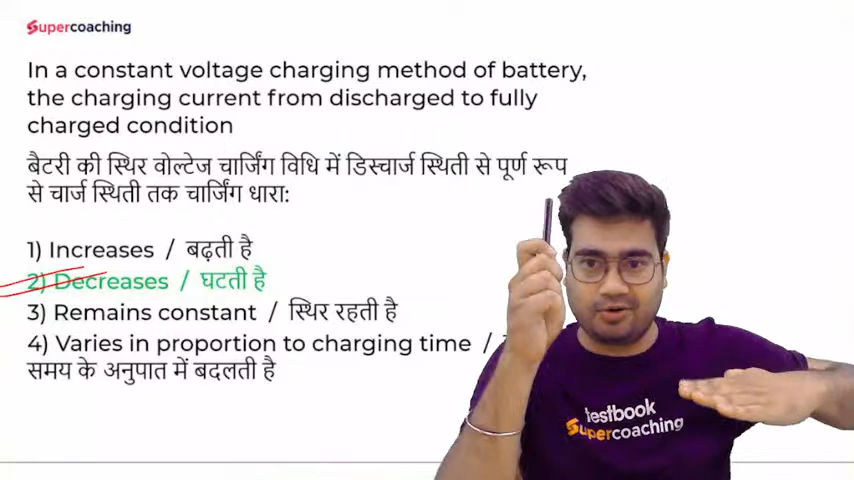 Supercoaching
In a constant voltage charging method of battery,
the charging current from discharged to fully
charged condition
बैटरी की स्थिर वोल्टेज चार्जिंग विधि में डिस्चार्ज स्थिती से पूर्ण रूप
से चार्ज स्थिती तक चार्जिंग धारा:
1) Increases / बढ़ती है
2) Decreases / घटती है
3) Remains constant / स्थिर रहती है
4) Varies in proportion to charging time /
समय के अनुपात में बदलती है
testbook
Supercoaching